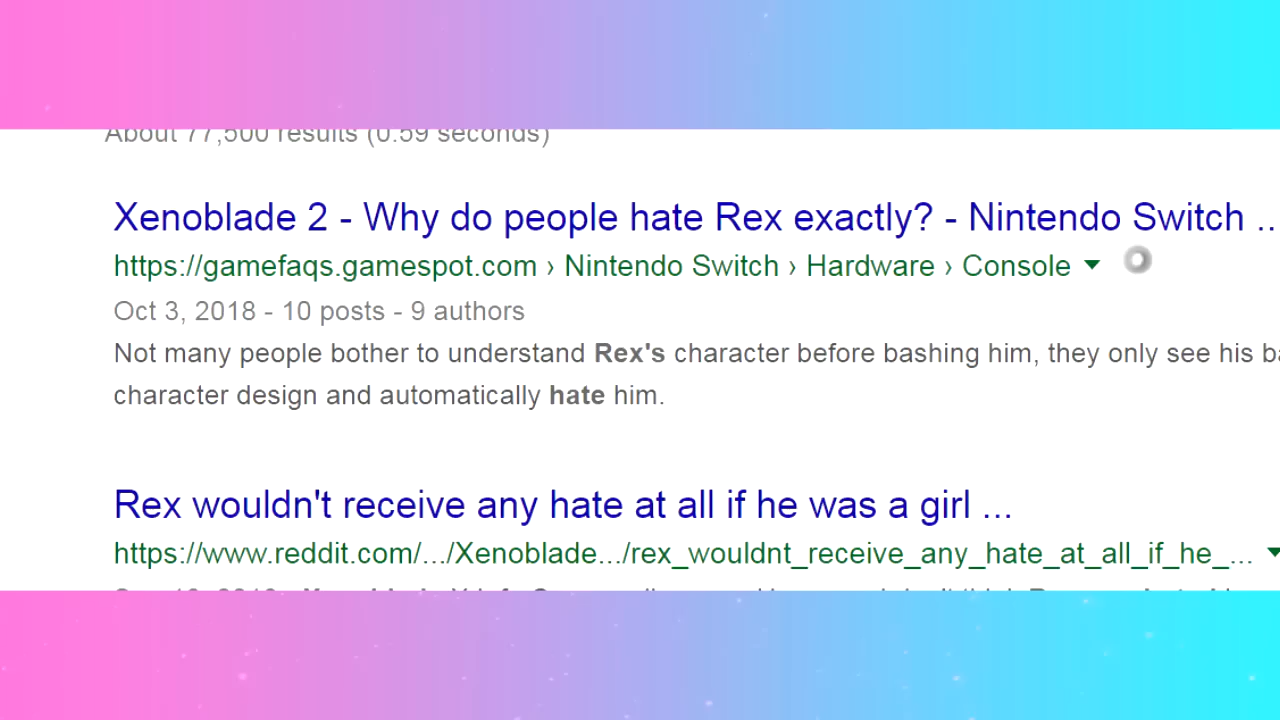 About 77,500 results (0.59 seconds)
Xenoblade 2 - Why do people hate Rex exactly? - Nintendo Switch ...
https://gamefaqs.gamespot.com › Nintendo Switch › Hardware › Console
Oct 3, 2018 - 10 posts - 9 authors
Not many people bother to understand Rex's character before bashing him, they only see his
character design and automatically hate him.
Rex wouldn't receive any hate at all if he was a girl ...
https://www.reddit.com/.../Xenoblade.../rex_wouldnt_receive_any_hate_at_all_if_he_...